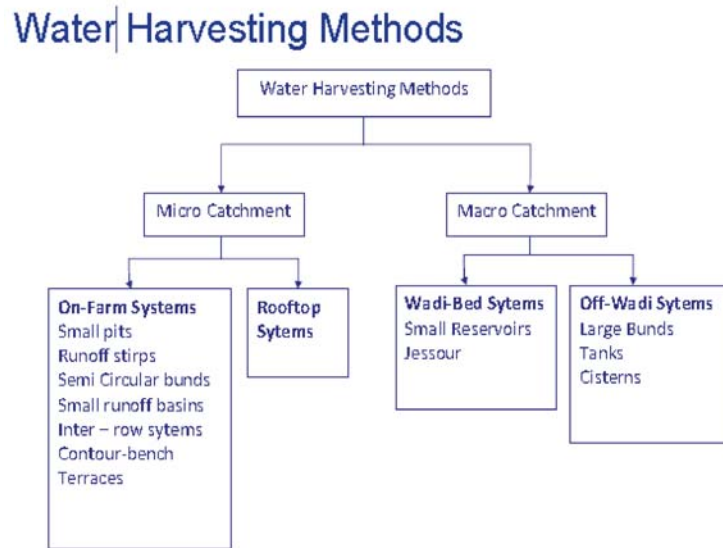 Water Harvesting Methods
Water Harvesting Methods
Micro Catchment
Macro Catchment
On-Farm Systems
Small pits
Runoff stirps
Semi Circular bunds
Small runoff basins
Inter – row sytems
Contour-bench
Terraces
Rooftop
Sytems
Wadi-Bed Sytems
Small Reservoirs
Jessour
Off-Wadi Sytems
Large Bunds
Tanks
Cisterns